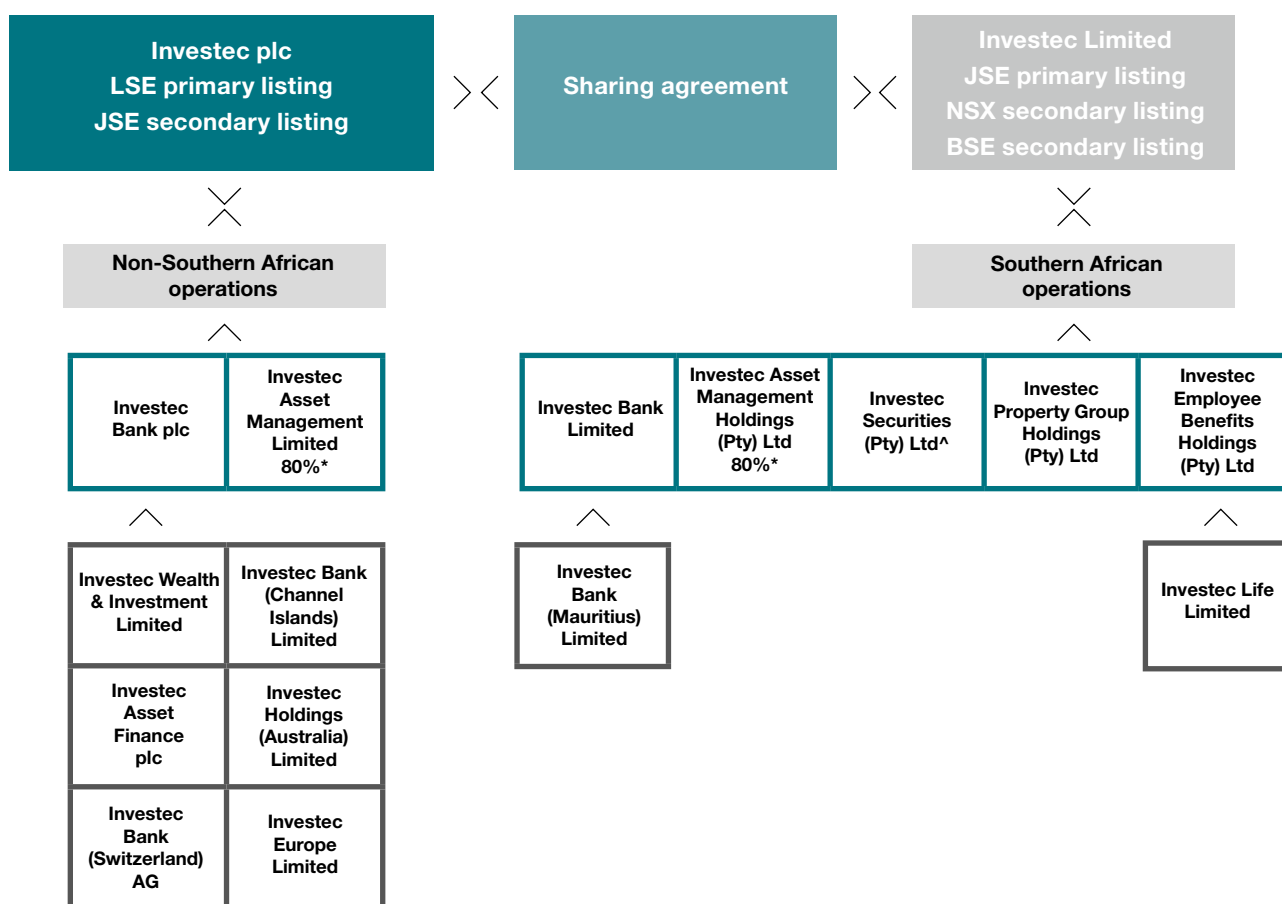 Investec plc
LSE primary listing
JSE secondary listing
Sharing agreement
Investec Limited
JSE primary listing
NSX secondary listing
BSE secondary listing
Non-Southern African
operations
Southern African
operations
Investec
Bank plc
Investec
Asset
Management
Limited
80%*
Investec Bank
Limited
Investec Asset
Management
Holdings
(Pty) Ltd
80%*
Investec
Securities
(Pty) Ltd^
Investec
Property Group
Holdings
(Pty) Ltd
Investec
Employee
Benefits
Holdings
(Pty) Ltd
Investec Wealth
& Investment
Limited
Investec Bank
(Channel
Islands)
Limited
Investec
Bank
(Mauritius)
Limited
Investec Life
Limited
Investec
Asset
Finance
plc
Investec
Holdings
(Australia)
Limited
Investec
Bank
(Switzerland)
AG
Investec
Europe
Limited